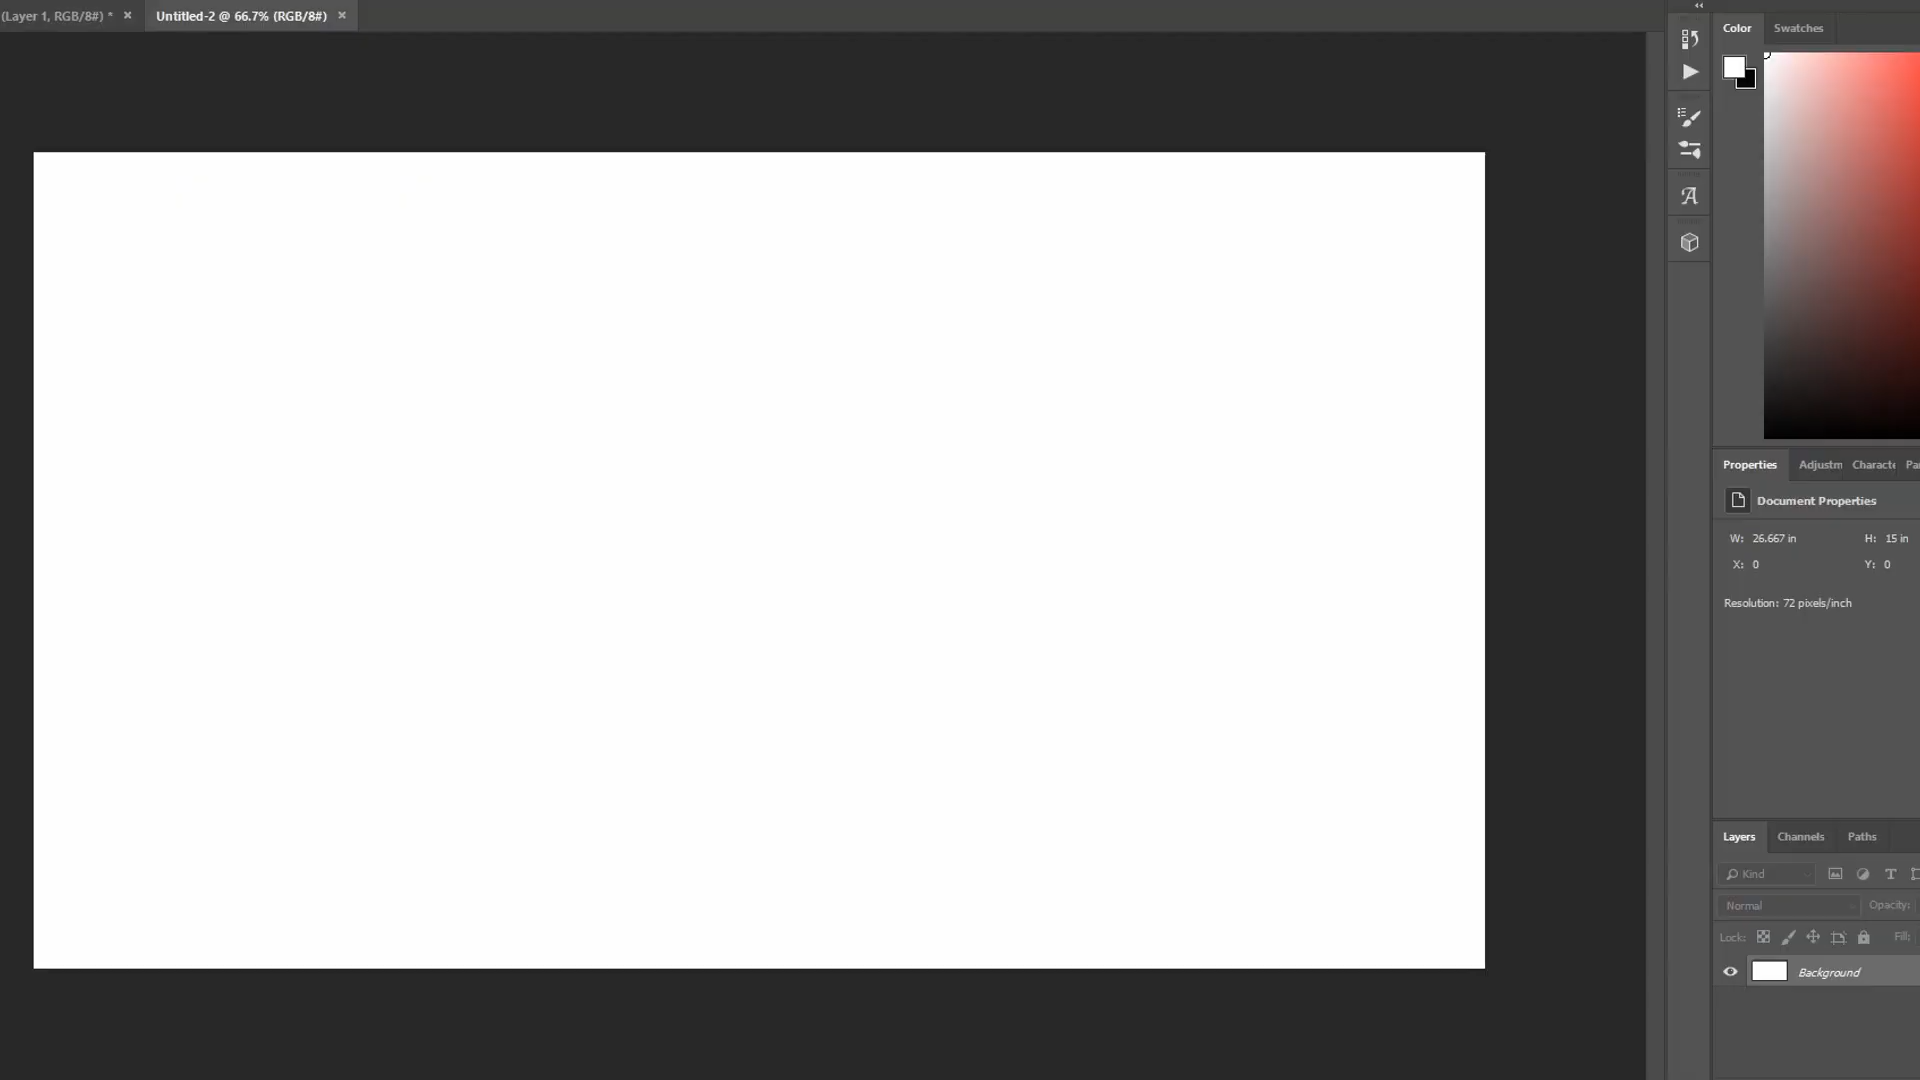 (Layer 1, RGB/8#) *
Untitled-2 @ 66.7% (RGB/8#)
Color
Swatches
Properties
Adjustm
Characte
Pa
Document Properties
W: 26.667 in
H: 15 in
X: 0
Y: 0
Resolution: 72 pixels/inch
Layers
Channels
Paths
Kind
Normal
Opacity:
Lock:
Fill:
Background